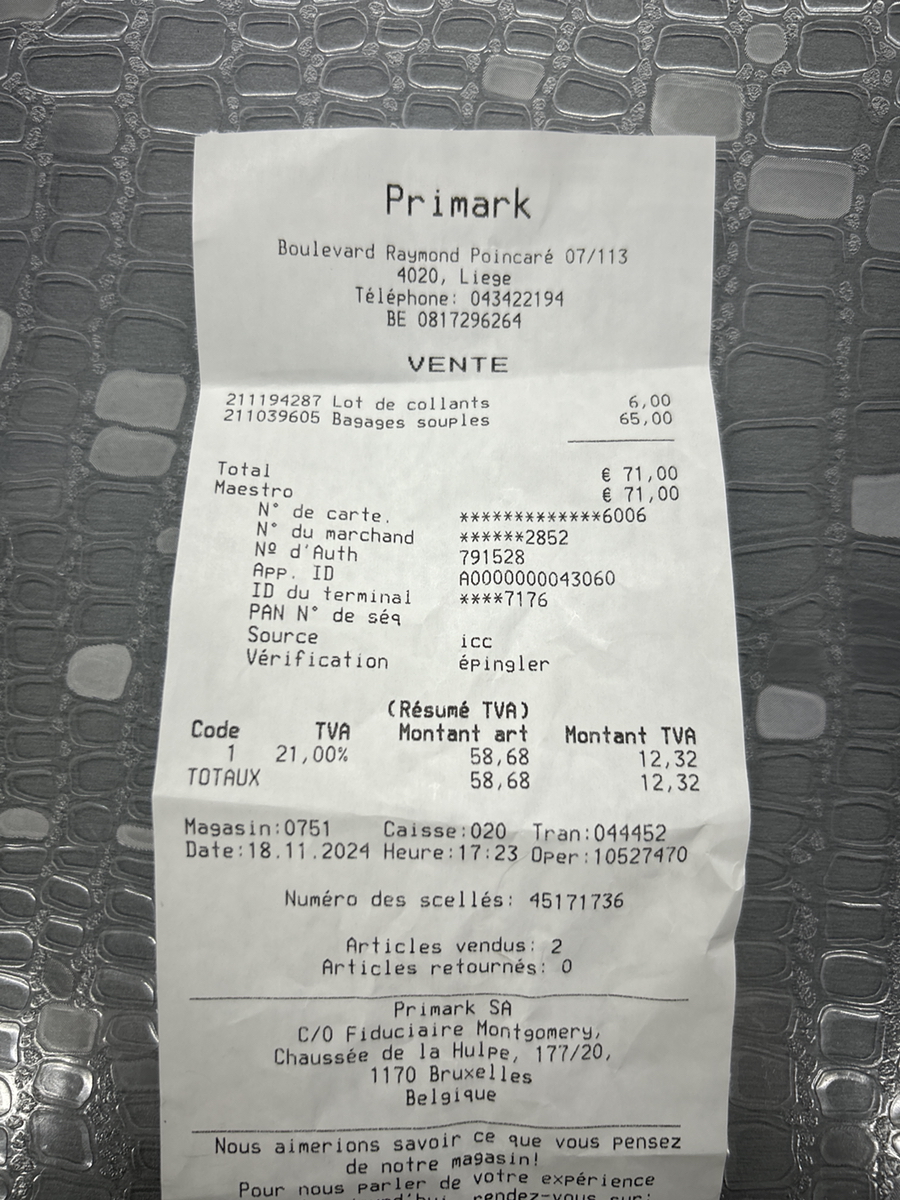 Primark
Boulevard Raymond Poincaré 07/113
4020, Liege
Téléphone: 043422194
BE 0817296264
VENTE
211194287 Lot de collants 6,00
211039605 Bagages souples 65,00
Total € 71,00
Maestro € 71,00
N° de carte. *************6006
N° du marchand ******2852
Nº d'Auth 791528
App. ID A0000000043060
ID du terminal ****7176
PAN N° de séq
Source icc
Vérification épingler
(Résumé TVA)
Code TVA Montant art Montant TVA
1 21,00% 58,68 12,32
TOTAUX 58,68 12,32
Magasin:0751 Caisse:020 Tran:044452
Date:18.11.2024 Heure:17:23 Oper:10527470
Numéro des scellés: 45171736
Articles vendus: 2
Articles retournés: 0
Primark SA
C/O Fiduciaire Montgomery,
Chaussée de la Hulpe, 177/20,
1170 Bruxelles
Belgique
Nous aimerions savoir ce que vous pensez
de notre magasin!
Pour nous parler de votre expérience
rendez-vous sur: